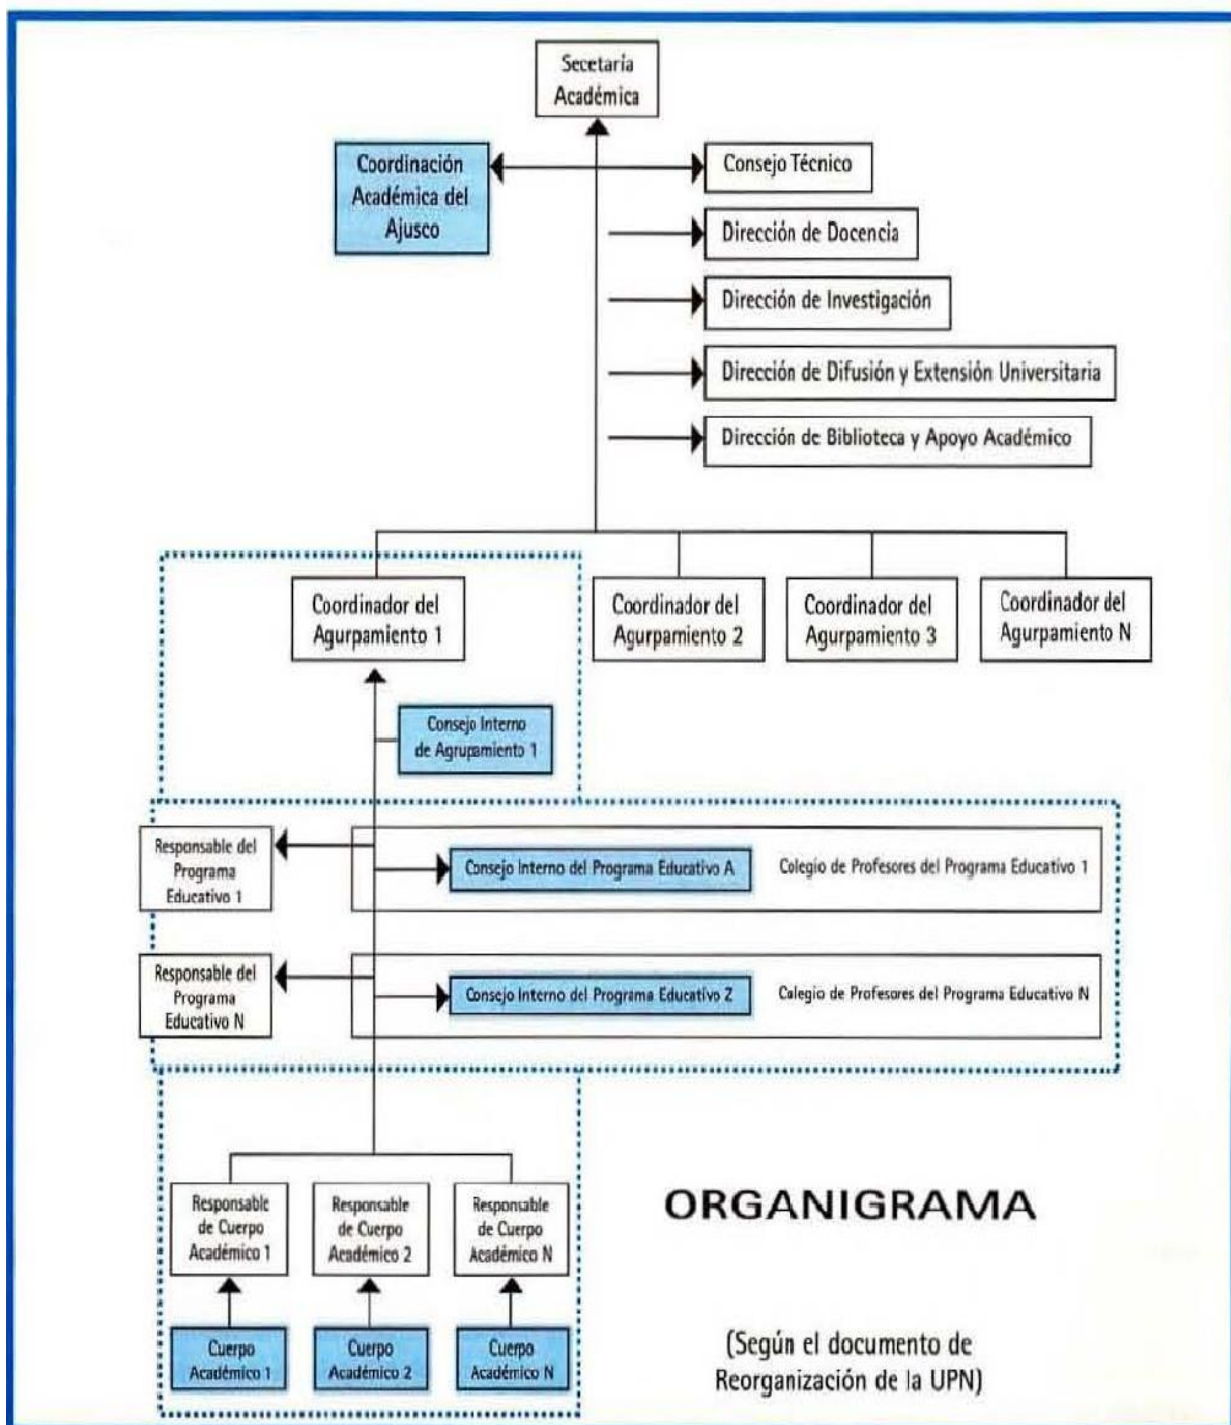 Secetaría
Académica
Coordinación
Académica del
Ajusco
Consejo Técnico
Dirección de Docencia
Dirección de Investigación
Dirección de Difusión y Extensión Universitaria
Dirección de Biblioteca y Apoyo Académico
Coordinador del
Agurpamiento 1
Coordinador del
Agurpamiento 2
Coordinador del
Agurpamiento 3
Coordinador del
Agurpamiento N
Consejo Interno
de Agrupamiento 1
Responsable del
Programa
Educativo 1
Consejo Interno del Programa Educativo A
Colegio de Profesores del Programa Educativo 1
Responsable del
Programa
Educativo N
Consejo Interno del Programa Educativo Z
Colegio de Profesores del Programa Educativo N
Responsable
de Cuerpo
Académico 1
Responsable
de Cuerpo
Académico 2
Responsable
de Cuerpo
Académico N
Cuerpo
Académico 1
Cuerpo
Académico 2
Cuerpo
Académico N
ORGANIGRAMA
(Según el documento de
Reorganización de la UPN)